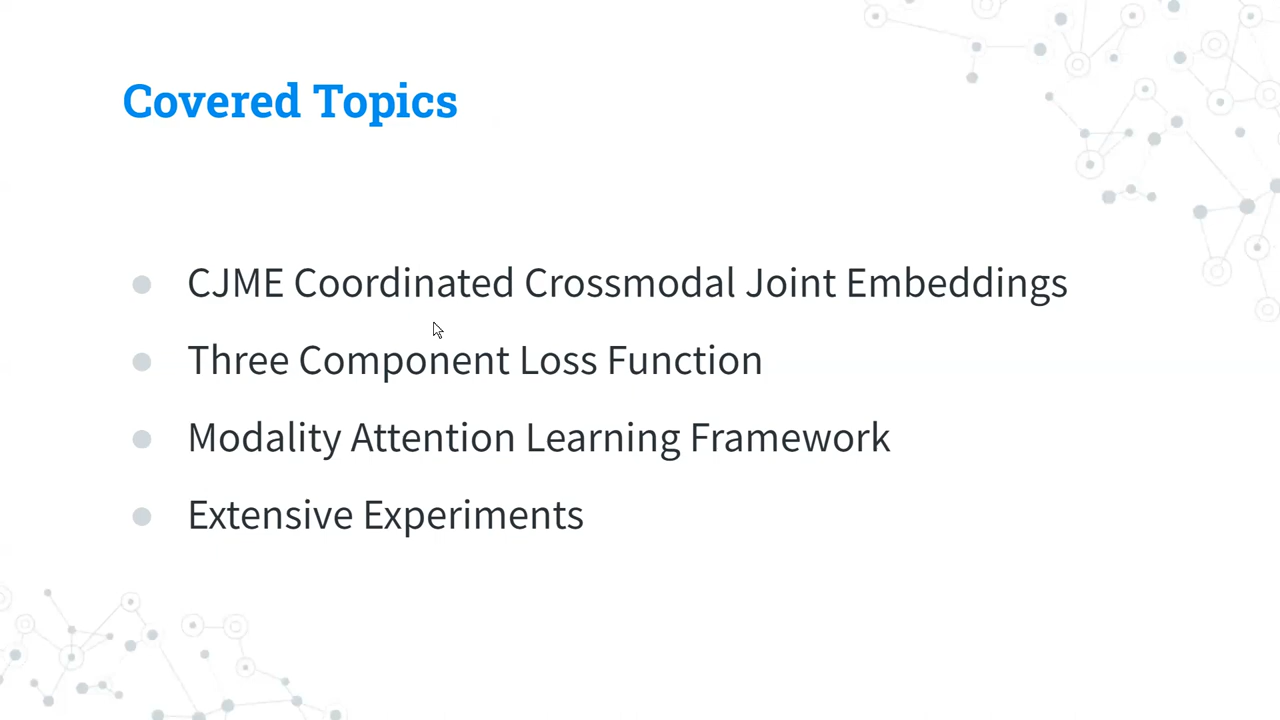 Covered Topics
CJME Coordinated Crossmodal Joint Embeddings
Three Component Loss Function
Modality Attention Learning Framework
Extensive Experiments